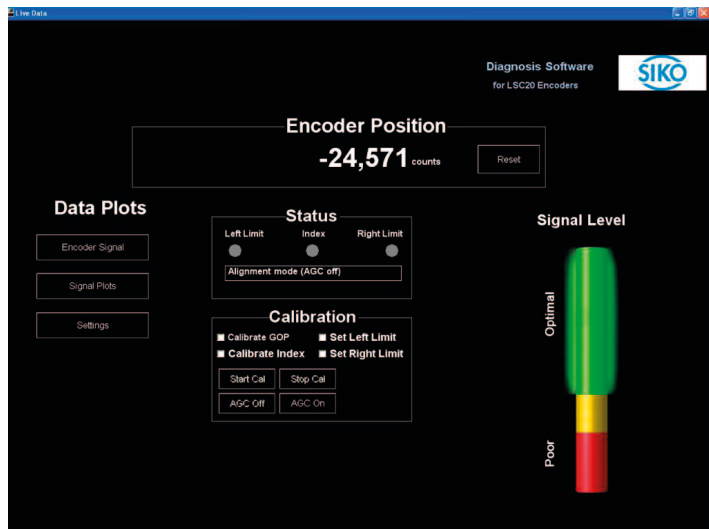 Live Data
Diagnosis Software
for LSC20 Encoders
SIKO
Encoder Position
-24,571 counts
Reset
Data Plots
Encoder Signal
Signal Plots
Settings
Status
Left Limit Index Right Limit
Alignment mode (AGC off)
Calibration
Calibrate GOP Set Left Limit
Calibrate Index Set Right Limit
Start Cal Stop Cal
AGC Off AGC On
Signal Level
Optimal
Poor